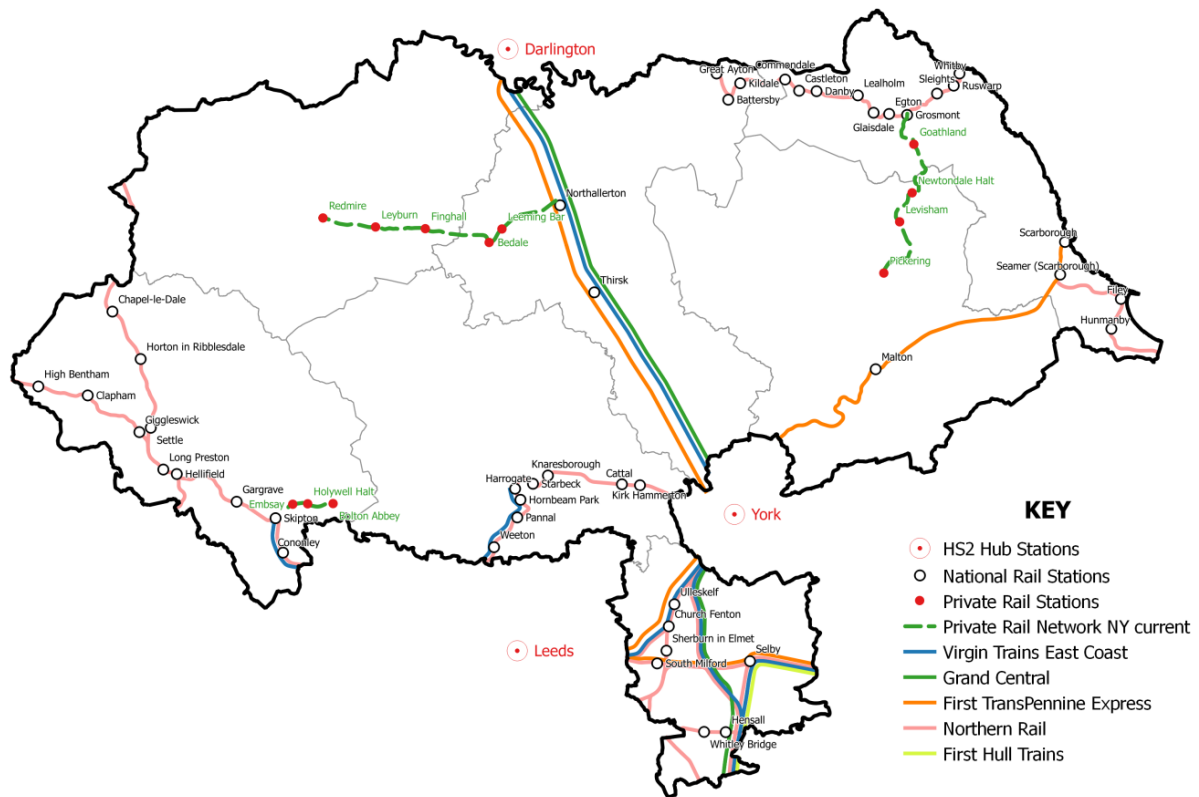 Darlington
Great Ayton
Commondale
Kildale
Battersby
Castleton
Danby
Lealholm
Glaisdale
Egton
Grosmont
Whitby
Sleights
Ruswarp
Goathland
Newtondale Halt
Levisham
Pickering
Northallerton
Redmire
Leyburn
Finghall
Leeming Bar
Bedale
Thirsk
Scarborough
Seamer (Scarborough)
Filey
Hunmanby
Malton
Chapel-le-Dale
Horton in Ribblesdale
High Bentham
Clapham
Giggleswick
Settle
Long Preston
Hellifield
Gargrave
Embsay
Holywell Halt
Bolton Abbey
Skipton
Cononley
Knaresborough
Harrogate
Starbeck
Cattal
Kirk Hammerton
Hornbeam Park
Pannal
Weeton
York
Leeds
Ulleskelf
Church Fenton
Sherburn in Elmet
South Milford
Selby
Hensall
Whitley Bridge
KEY
HS2 Hub Stations
National Rail Stations
Private Rail Stations
Private Rail Network NY current
Virgin Trains East Coast
Grand Central
First TransPennine Express
Northern Rail
First Hull Trains